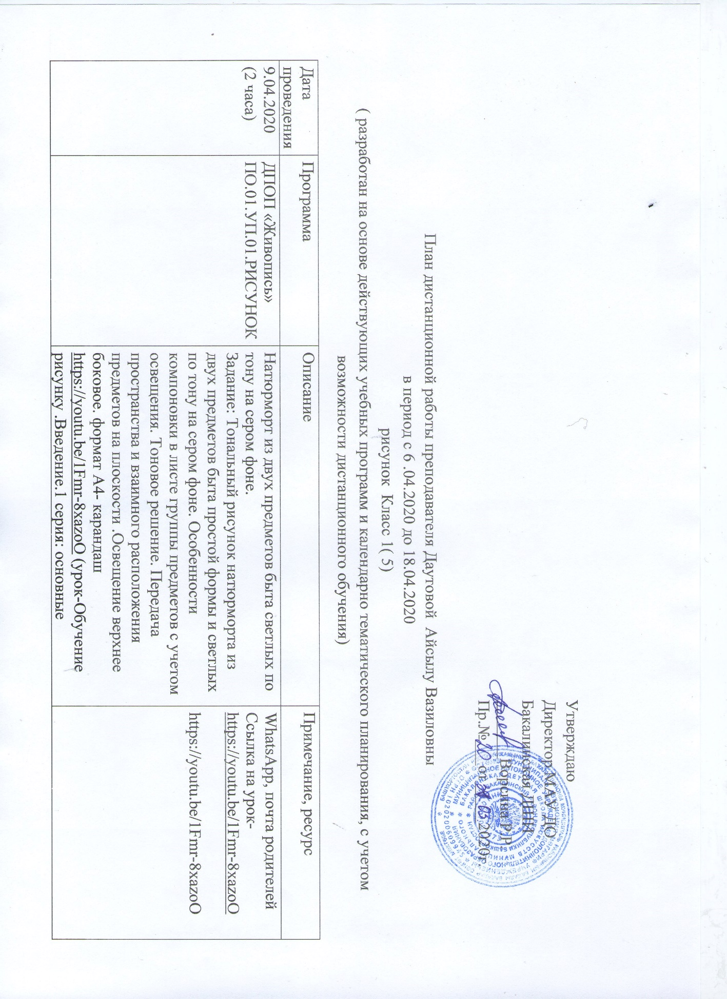 Утверждаю
Директор МАУ ДО
Бакалинская ДШИ
Ворсина Р.Р
Пр.№ 20 от 03.2020г.
План дистанционной работы преподавателя Даутовой Айсылу Вазиловны
в период с 6 .04.2020 до 18.04.2020
рисунок Класс 1( 5)
( разработан на основе действующих учебных программ и календарно тематического планирования, с учетом
возможности дистанционного обучения)
Дата
проведения
Программа
Описание
Примечание, ресурс
9.04.2020
(2 часа)
ДПОП «Живопись»
ПО.01.УП.01.РИСУНОК
Натюрморт из двух предметов быта светлых по
тону на сером фоне.
Задание: Тональный рисунок натюрморта из
двух предметов быта простой формы и светлых
по тону на сером фоне. Особенности
компоновки в листе группы предметов с учетом
освещения. Тоновое решение. Передача
пространства и взаимного расположения
предметов на плоскости .Освещение верхнее
боковое. формат А4- карандаш
https://youtu.be/1Fmr-8xazoO (урок-Обучение
рисунку .Введение.1 серия: основные
WhatsApp, почта родителей
Ссылка на урок-
https://youtu.be/1Fmr-8xazoO
https://youtu.be/1Fmr-8xazoO